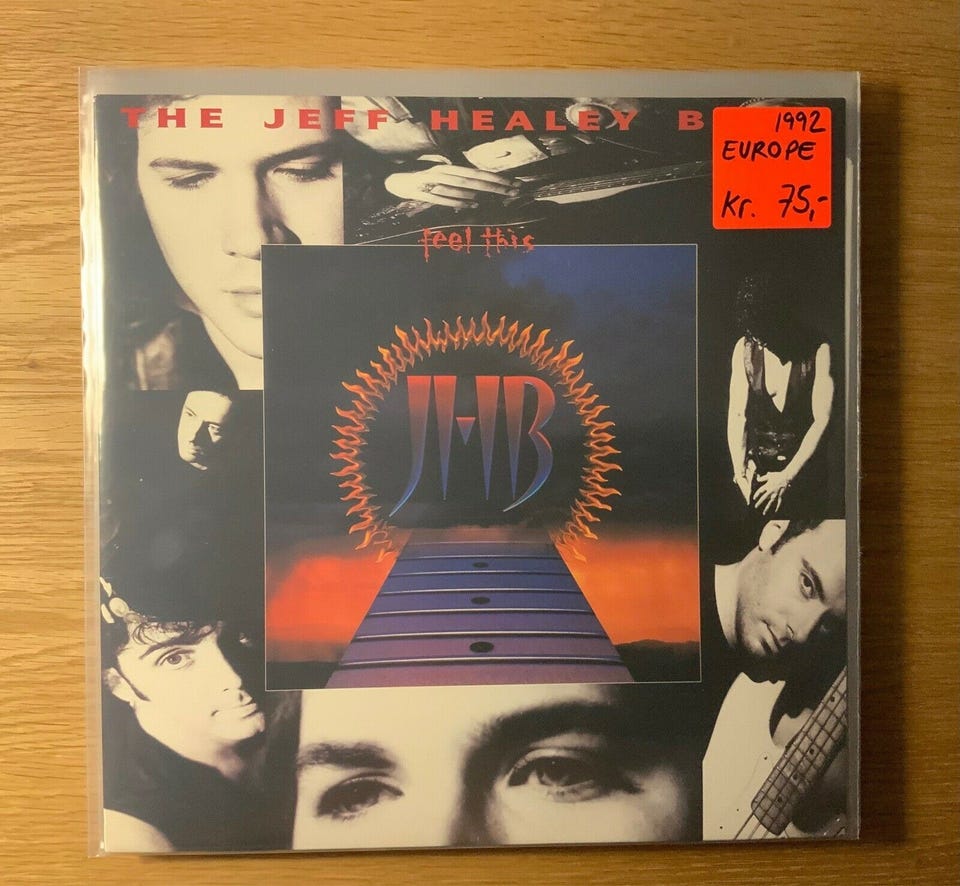 THE JEFF HEALEY B
1992
EUROPE
Kr. 75,-
feel this
JHB